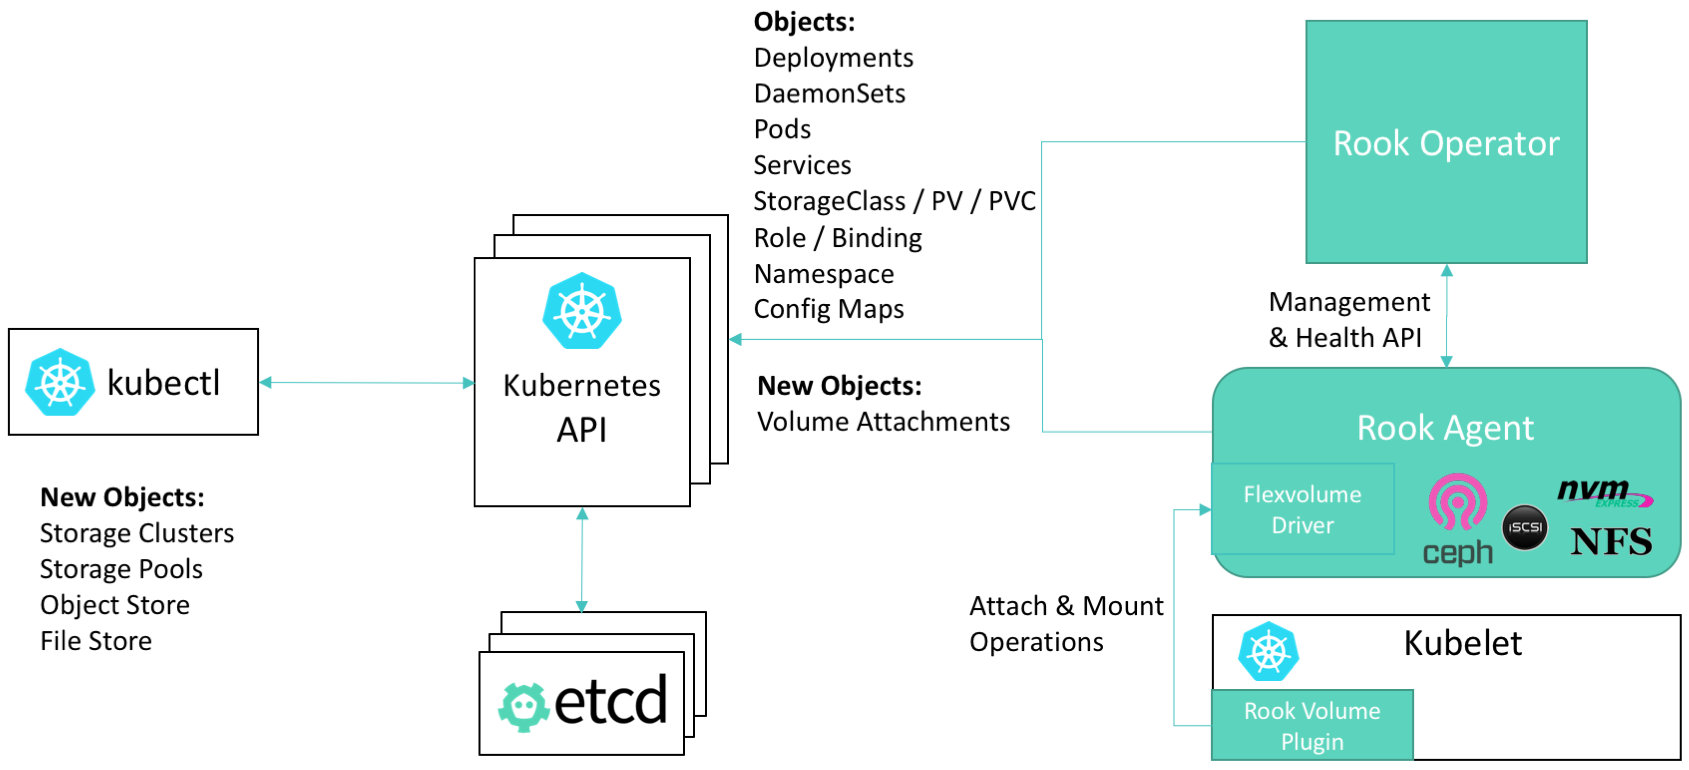 Objects:
Deployments
DaemonSets
Pods
Services
StorageClass / PV / PVC
Role / Binding
Namespace
Config Maps
Rook Operator
Management
& Health API
kubectl
Kubernetes
API
New Objects:
Volume Attachments
Rook Agent
Flexvolume
Driver
ceph
iSCSI
nvm
EXPRESS
NFS
New Objects:
Storage Clusters
Storage Pools
Object Store
File Store
etcd
Attach & Mount
Operations
Kubelet
Rook Volume
Plugin